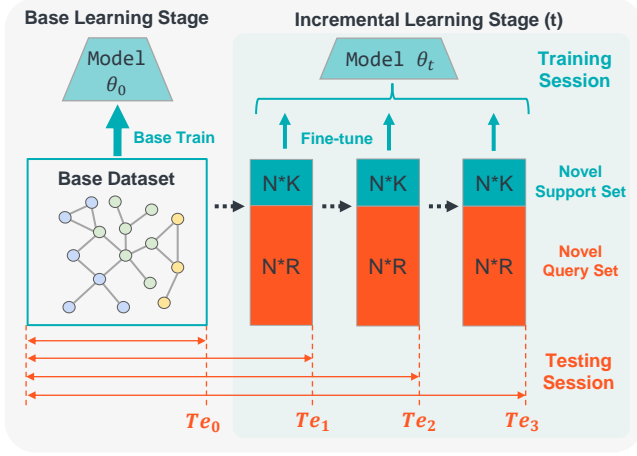 Base Learning Stage
Incremental Learning Stage (t)
Model
θ₀
Model θₜ
Training
Session
Base Train
Fine-tune
Base Dataset
N*K
N*K
N*K
Novel
Support Set
N*R
N*R
N*R
Novel
Query Set
Testing
Session
Te₀
Te₁
Te₂
Te₃